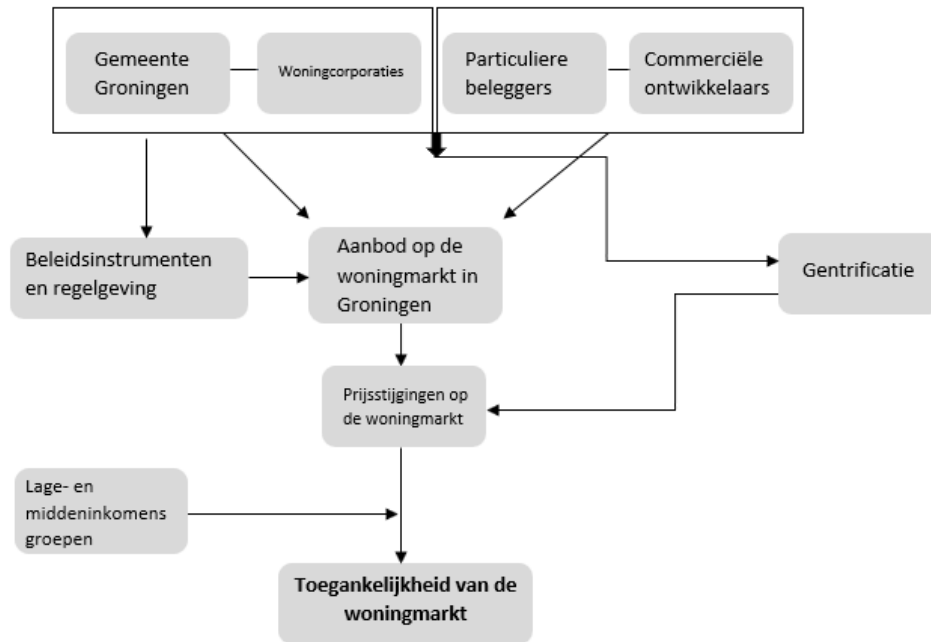 Gemeente
Groningen
Woningcorporaties
Particuliere
beleggers
Commerciële
ontwikkelaars
Beleidsinstrumenten
en regelgeving
Aanbod op de
woningmarkt in
Groningen
Gentrificatie
Prijsstijgingen op
de woningmarkt
Lage- en
middeninkomens
groepen
Toegankelijkheid van de
woningmarkt